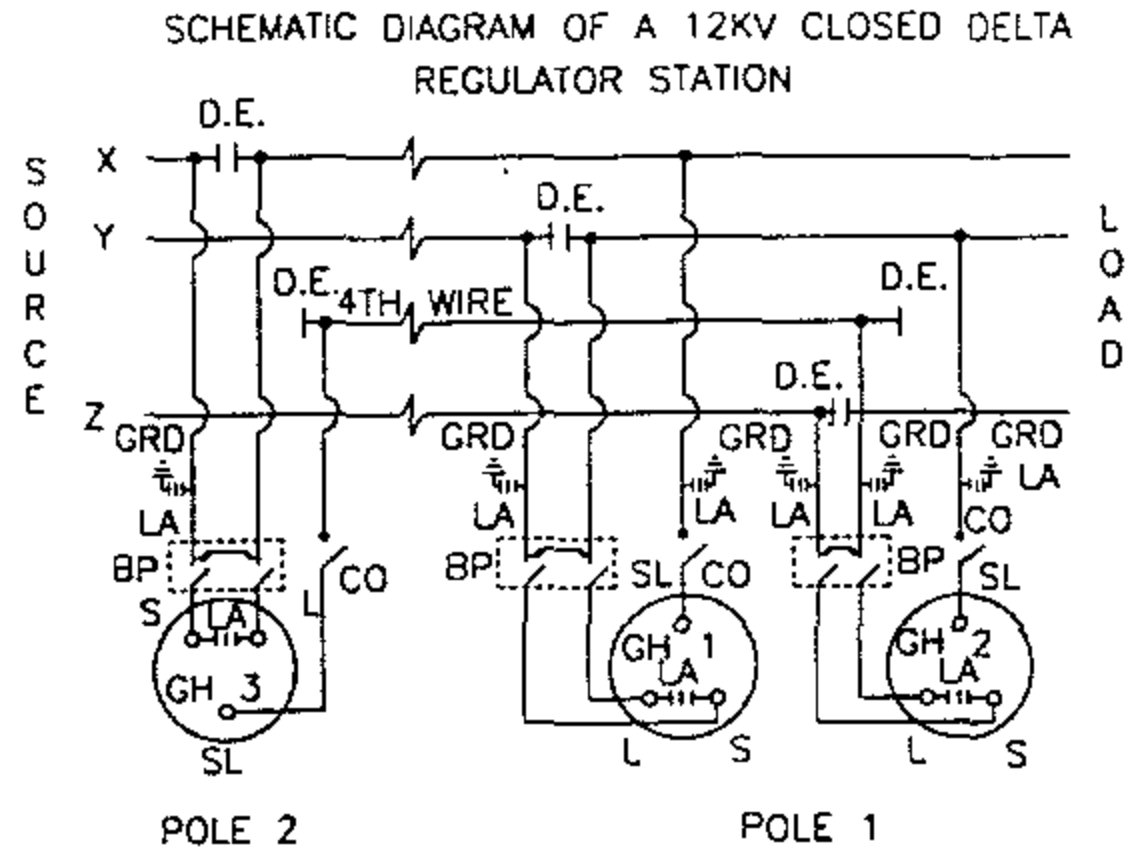 SCHEMATIC DIAGRAM OF A 12KV CLOSED DELTA
REGULATOR STATION
D.E.
X
SOURCE
D.E.
Y
LOAD
D.E.
4TH WIRE
D.E.
D.E.
Z
GRD
GRD
GRD
GRD
GRD
LA
LA
LA
LA
LA
LA
CO
BP
CO
BP
SL
CO
BP
SL
S
LA
L
GH
3
GH
1
LA
GH
2
LA
SL
L
S
L
S
POLE 2
POLE 1